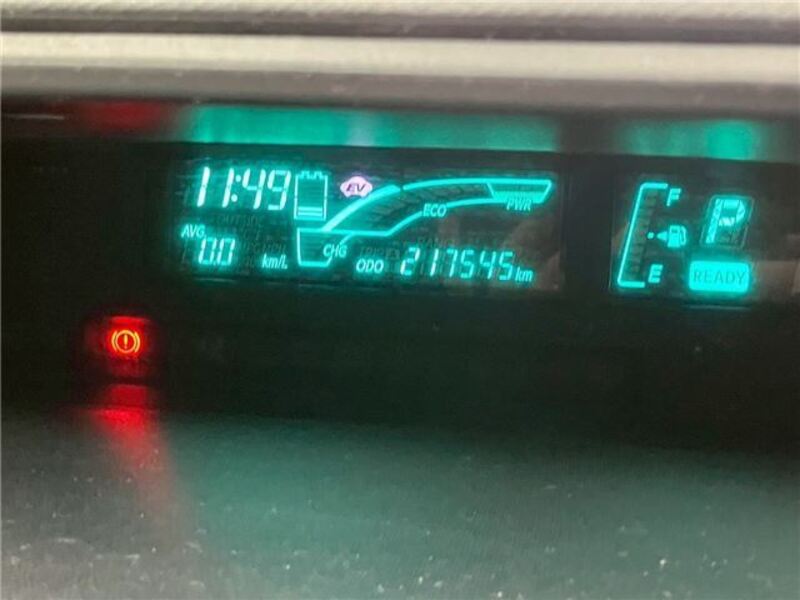 11:49
EV
ECO
PWR
AVG
0.0 km/L
CHG
ODO 217545 km
F
E
P
READY